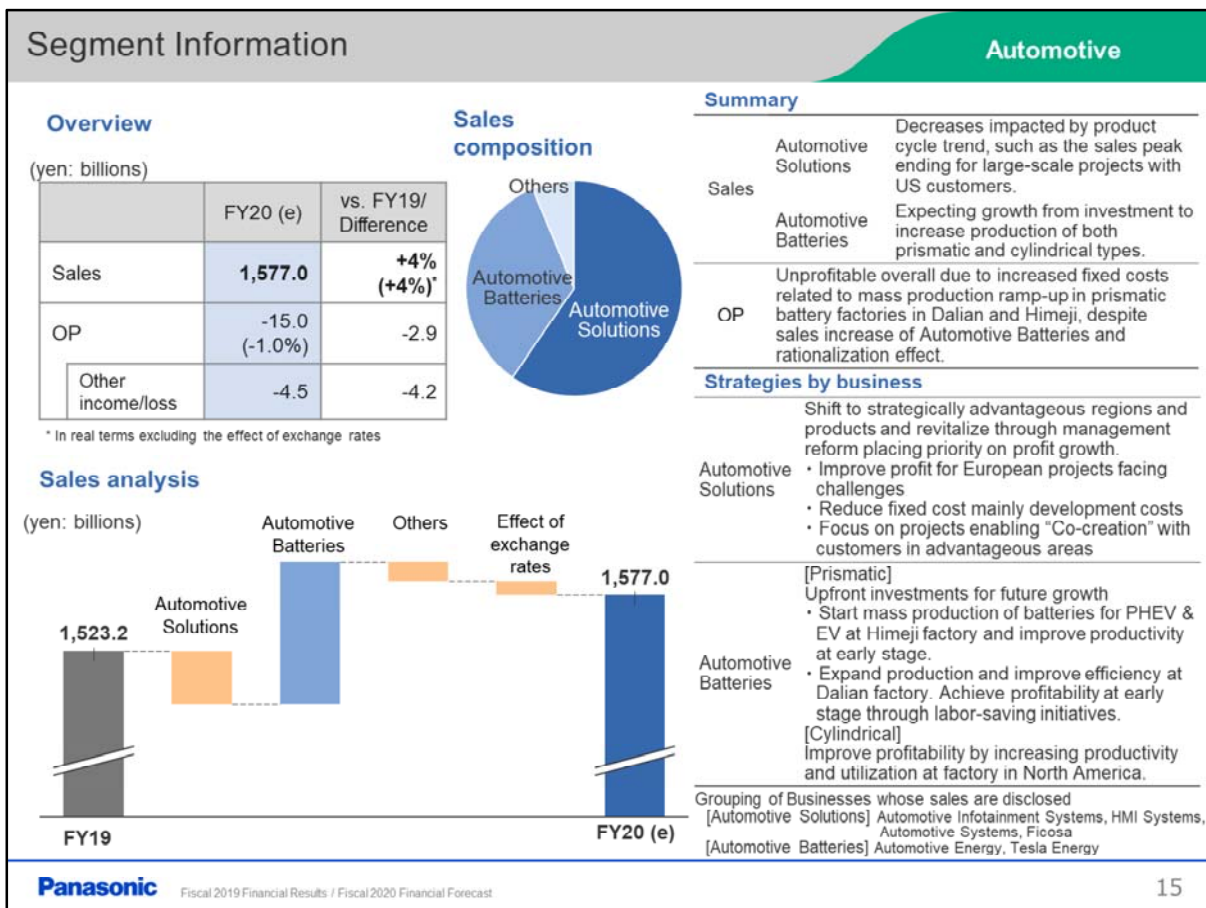 Segment Information
Automotive
Overview
(yen: billions)
FY20 (e)
vs. FY19/
Difference
Sales
1,577.0
+4%
(+4%)*
OP
-15.0
(-1.0%)
-2.9
Other
income/loss
-4.5
-4.2
* In real terms excluding the effect of exchange rates
Sales
composition
Others
Automotive
Batteries
Automotive
Solutions
Sales analysis
(yen: billions)
1,523.2
Automotive
Solutions
Automotive
Batteries
Others
Effect of
exchange
rates
1,577.0
FY19
FY20 (e)
Summary
Sales
Automotive
Solutions
Decreases impacted by product
cycle trend, such as the sales peak
ending for large-scale projects with
US customers.
Automotive
Batteries
Expecting growth from investment to
increase production of both
prismatic and cylindrical types.
OP
Unprofitable overall due to increased fixed costs
related to mass production ramp-up in prismatic
battery factories in Dalian and Himeji, despite
sales increase of Automotive Batteries and
rationalization effect.
Strategies by business
Automotive
Solutions
Shift to strategically advantageous regions and
products and revitalize through management
reform placing priority on profit growth.
・Improve profit for European projects facing
challenges
・Reduce fixed cost mainly development costs
・Focus on projects enabling “Co-creation” with
customers in advantageous areas
Automotive
Batteries
[Prismatic]
Upfront investments for future growth
・Start mass production of batteries for PHEV &
EV at Himeji factory and improve productivity
at early stage.
・Expand production and improve efficiency at
Dalian factory. Achieve profitability at early
stage through labor-saving initiatives.
[Cylindrical]
Improve profitability by increasing productivity
and utilization at factory in North America.
Grouping of Businesses whose sales are disclosed
[Automotive Solutions] Automotive Infotainment Systems, HMI Systems,
Automotive Systems, Ficosa
[Automotive Batteries] Automotive Energy, Tesla Energy
Panasonic
Fiscal 2019 Financial Results / Fiscal 2020 Financial Forecast
15